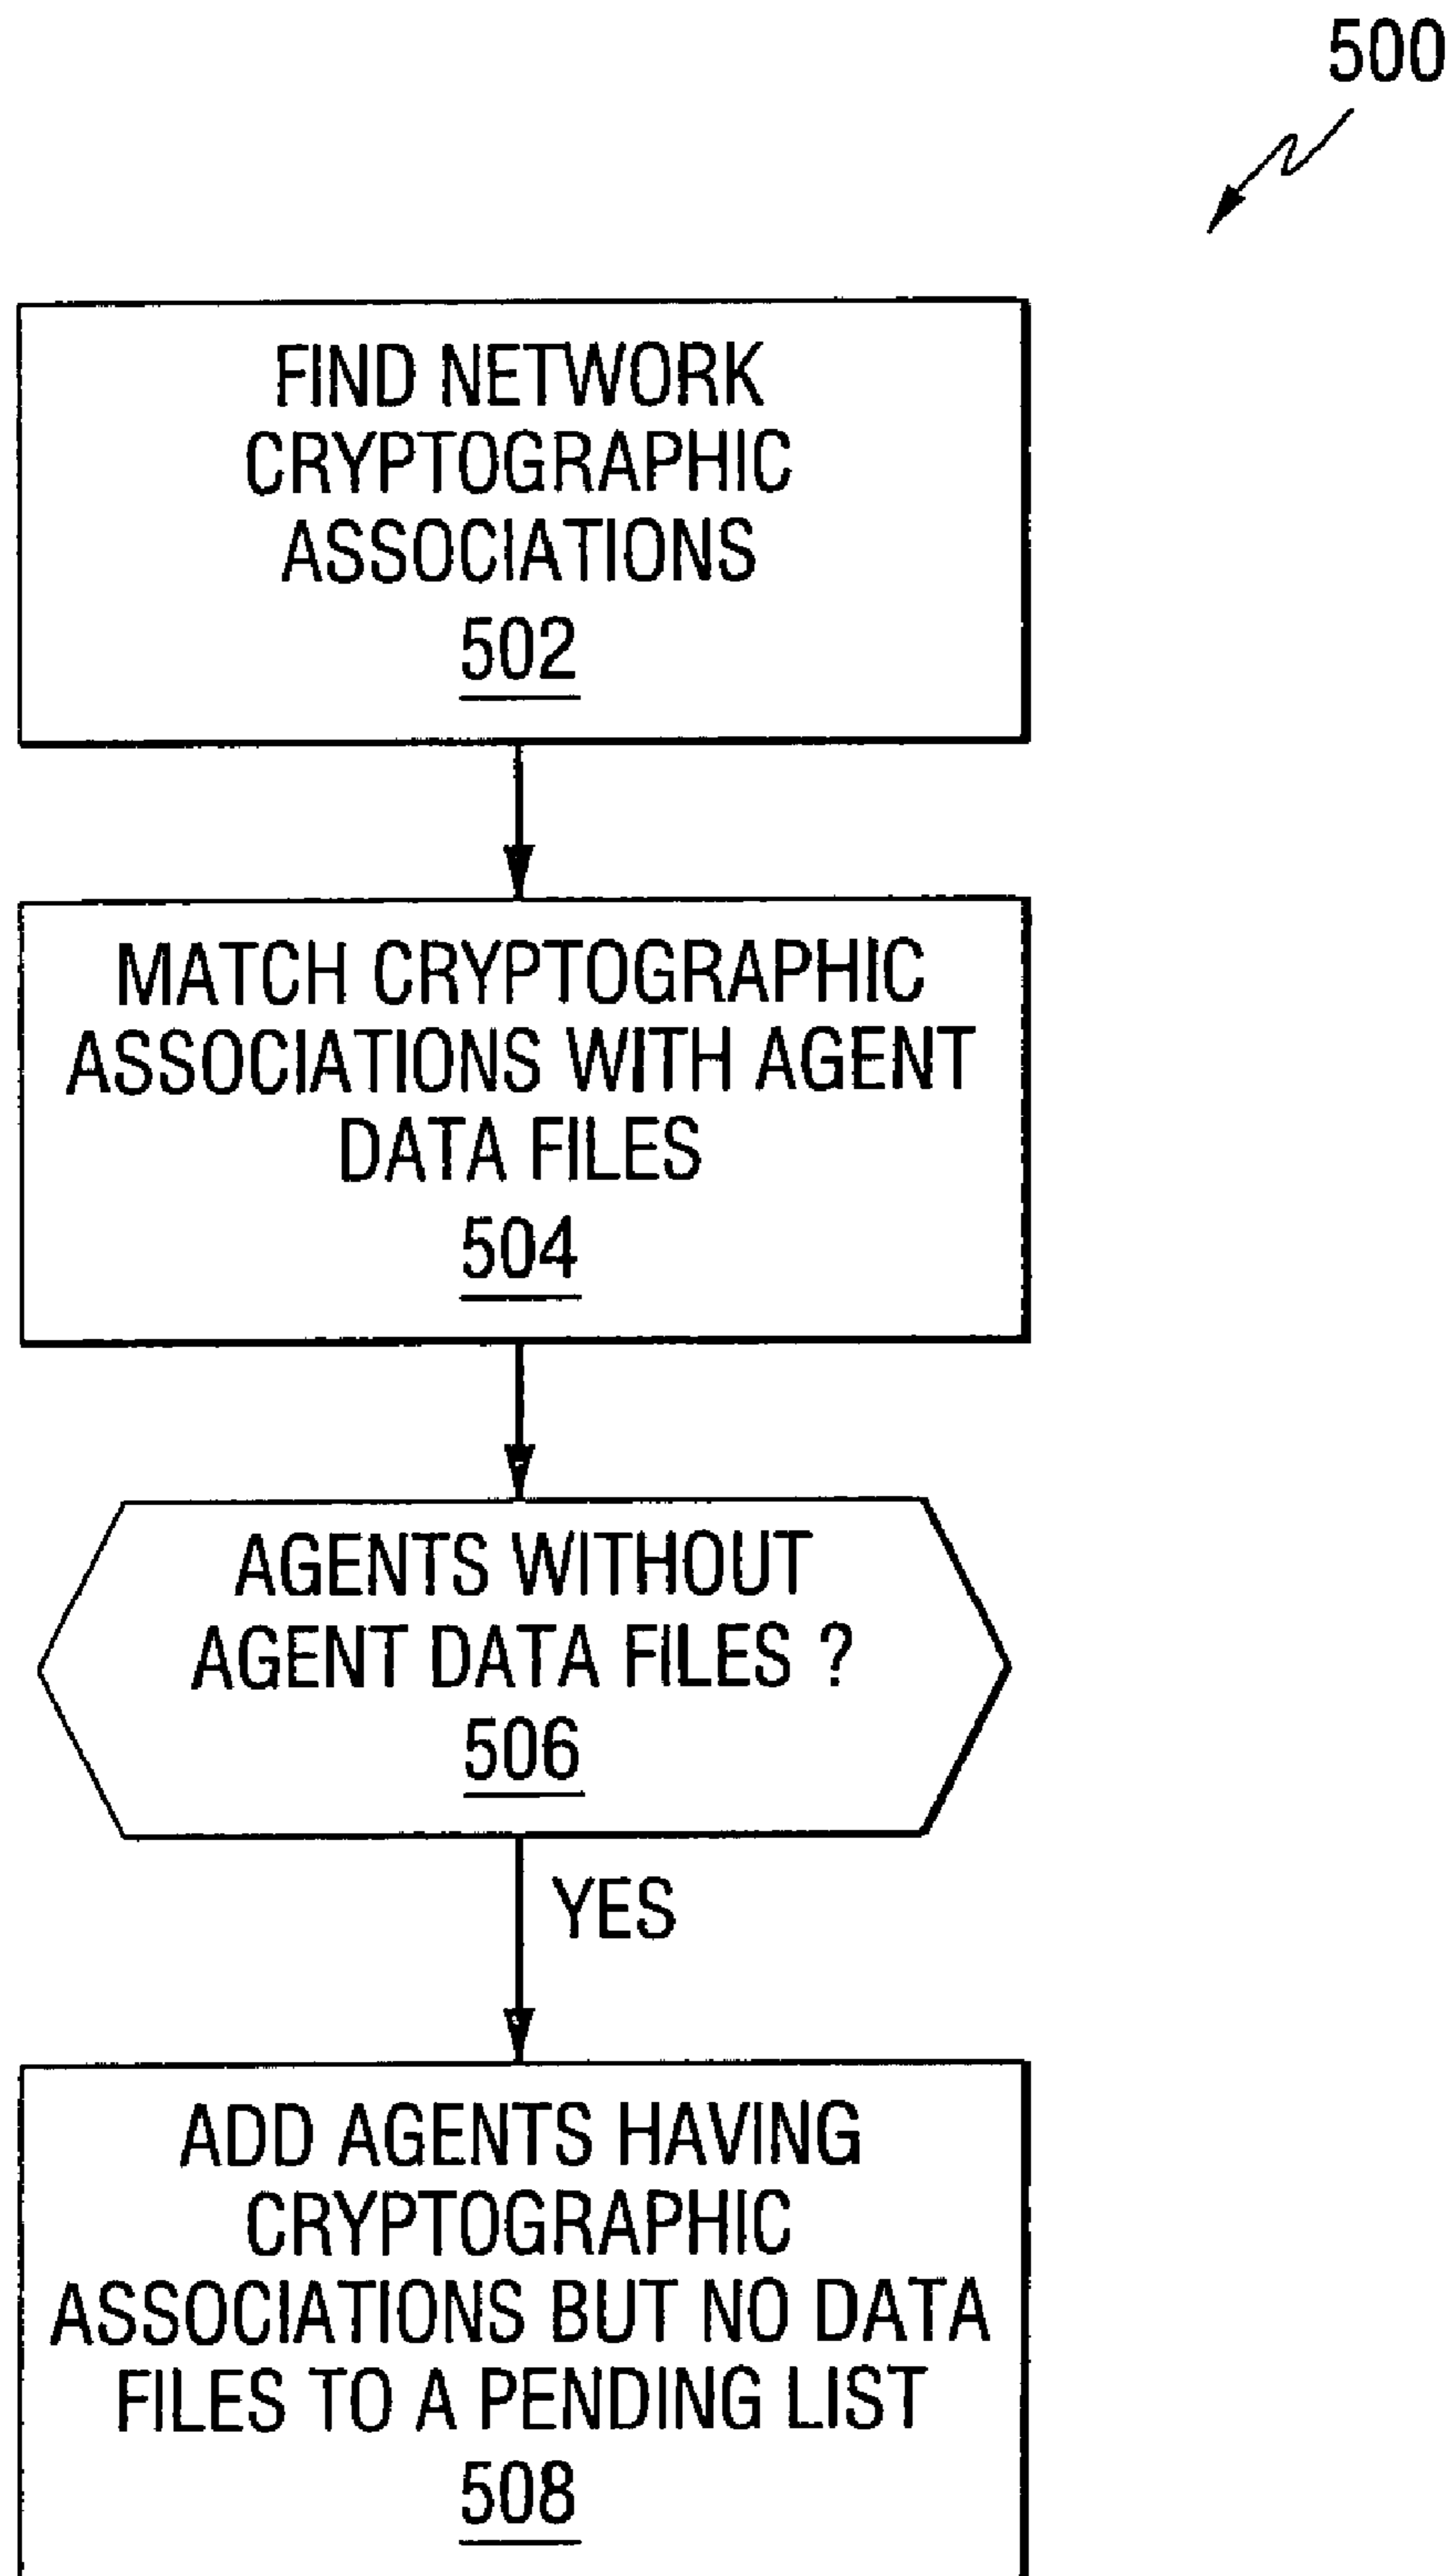 500
FIND NETWORK
CRYPTOGRAPHIC
ASSOCIATIONS
502
MATCH CRYPTOGRAPHIC
ASSOCIATIONS WITH AGENT
DATA FILES
504
AGENTS WITHOUT
AGENT DATA FILES ?
506
YES
ADD AGENTS HAVING
CRYPTOGRAPHIC
ASSOCIATIONS BUT NO DATA
FILES TO A PENDING LIST
508